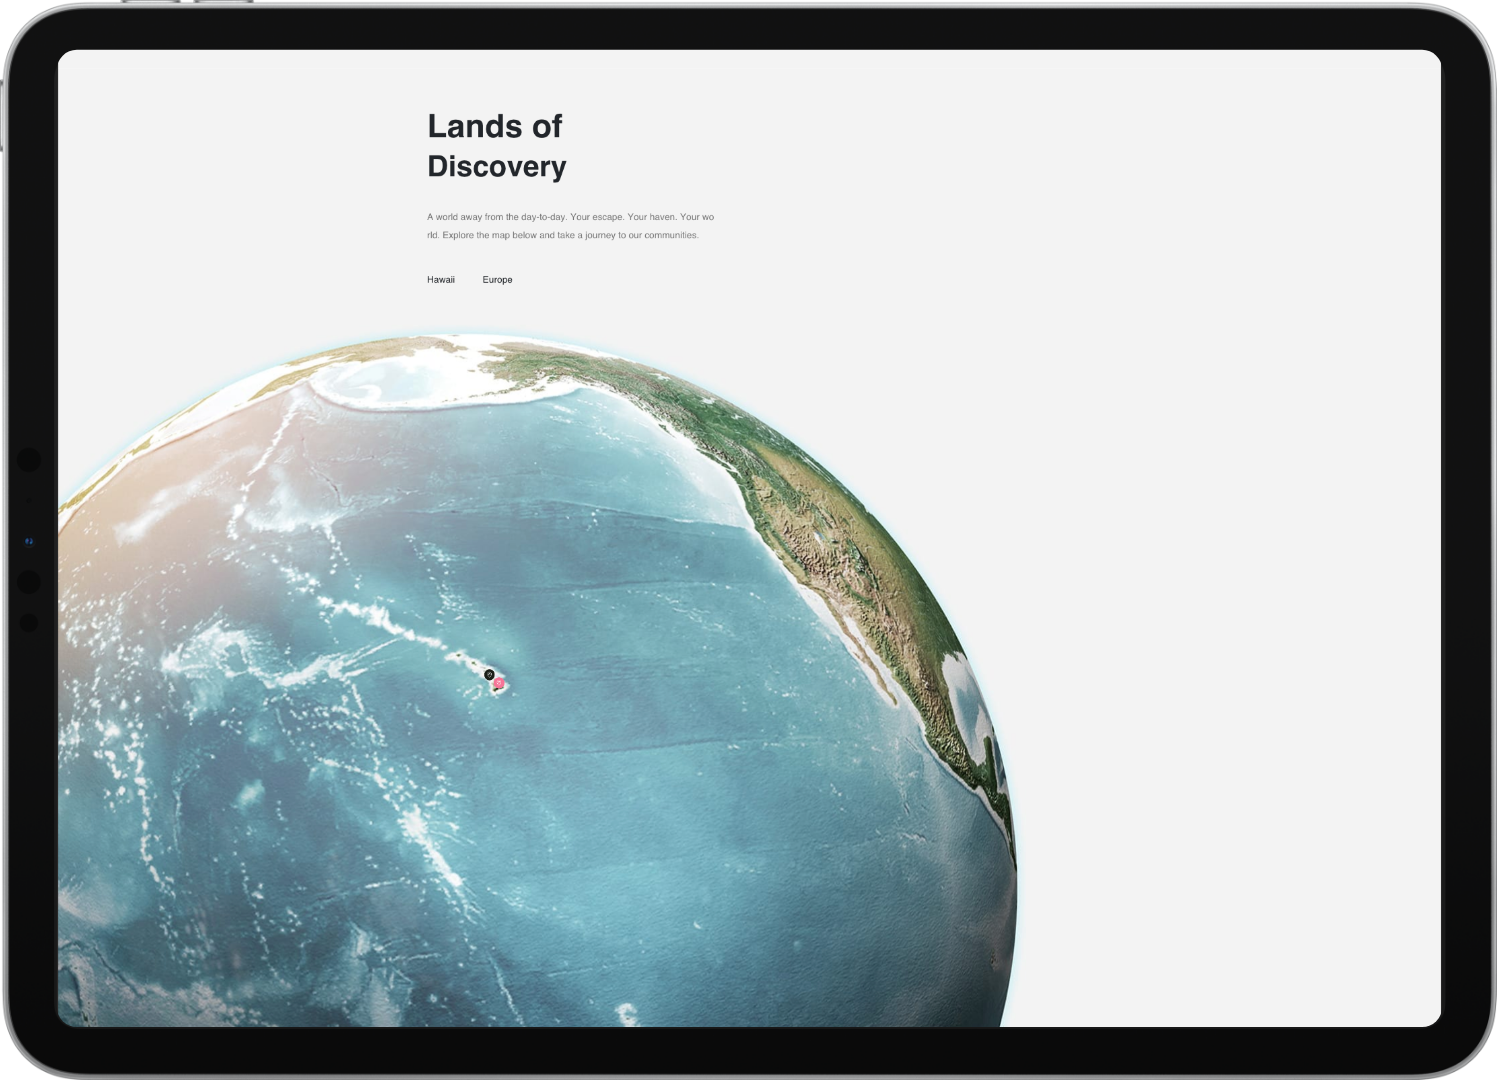 Lands of
Discovery
A world away from the day-to-day. Your escape. Your haven. Your wo
rld. Explore the map below and take a journey to our communities.
Hawaii Europe